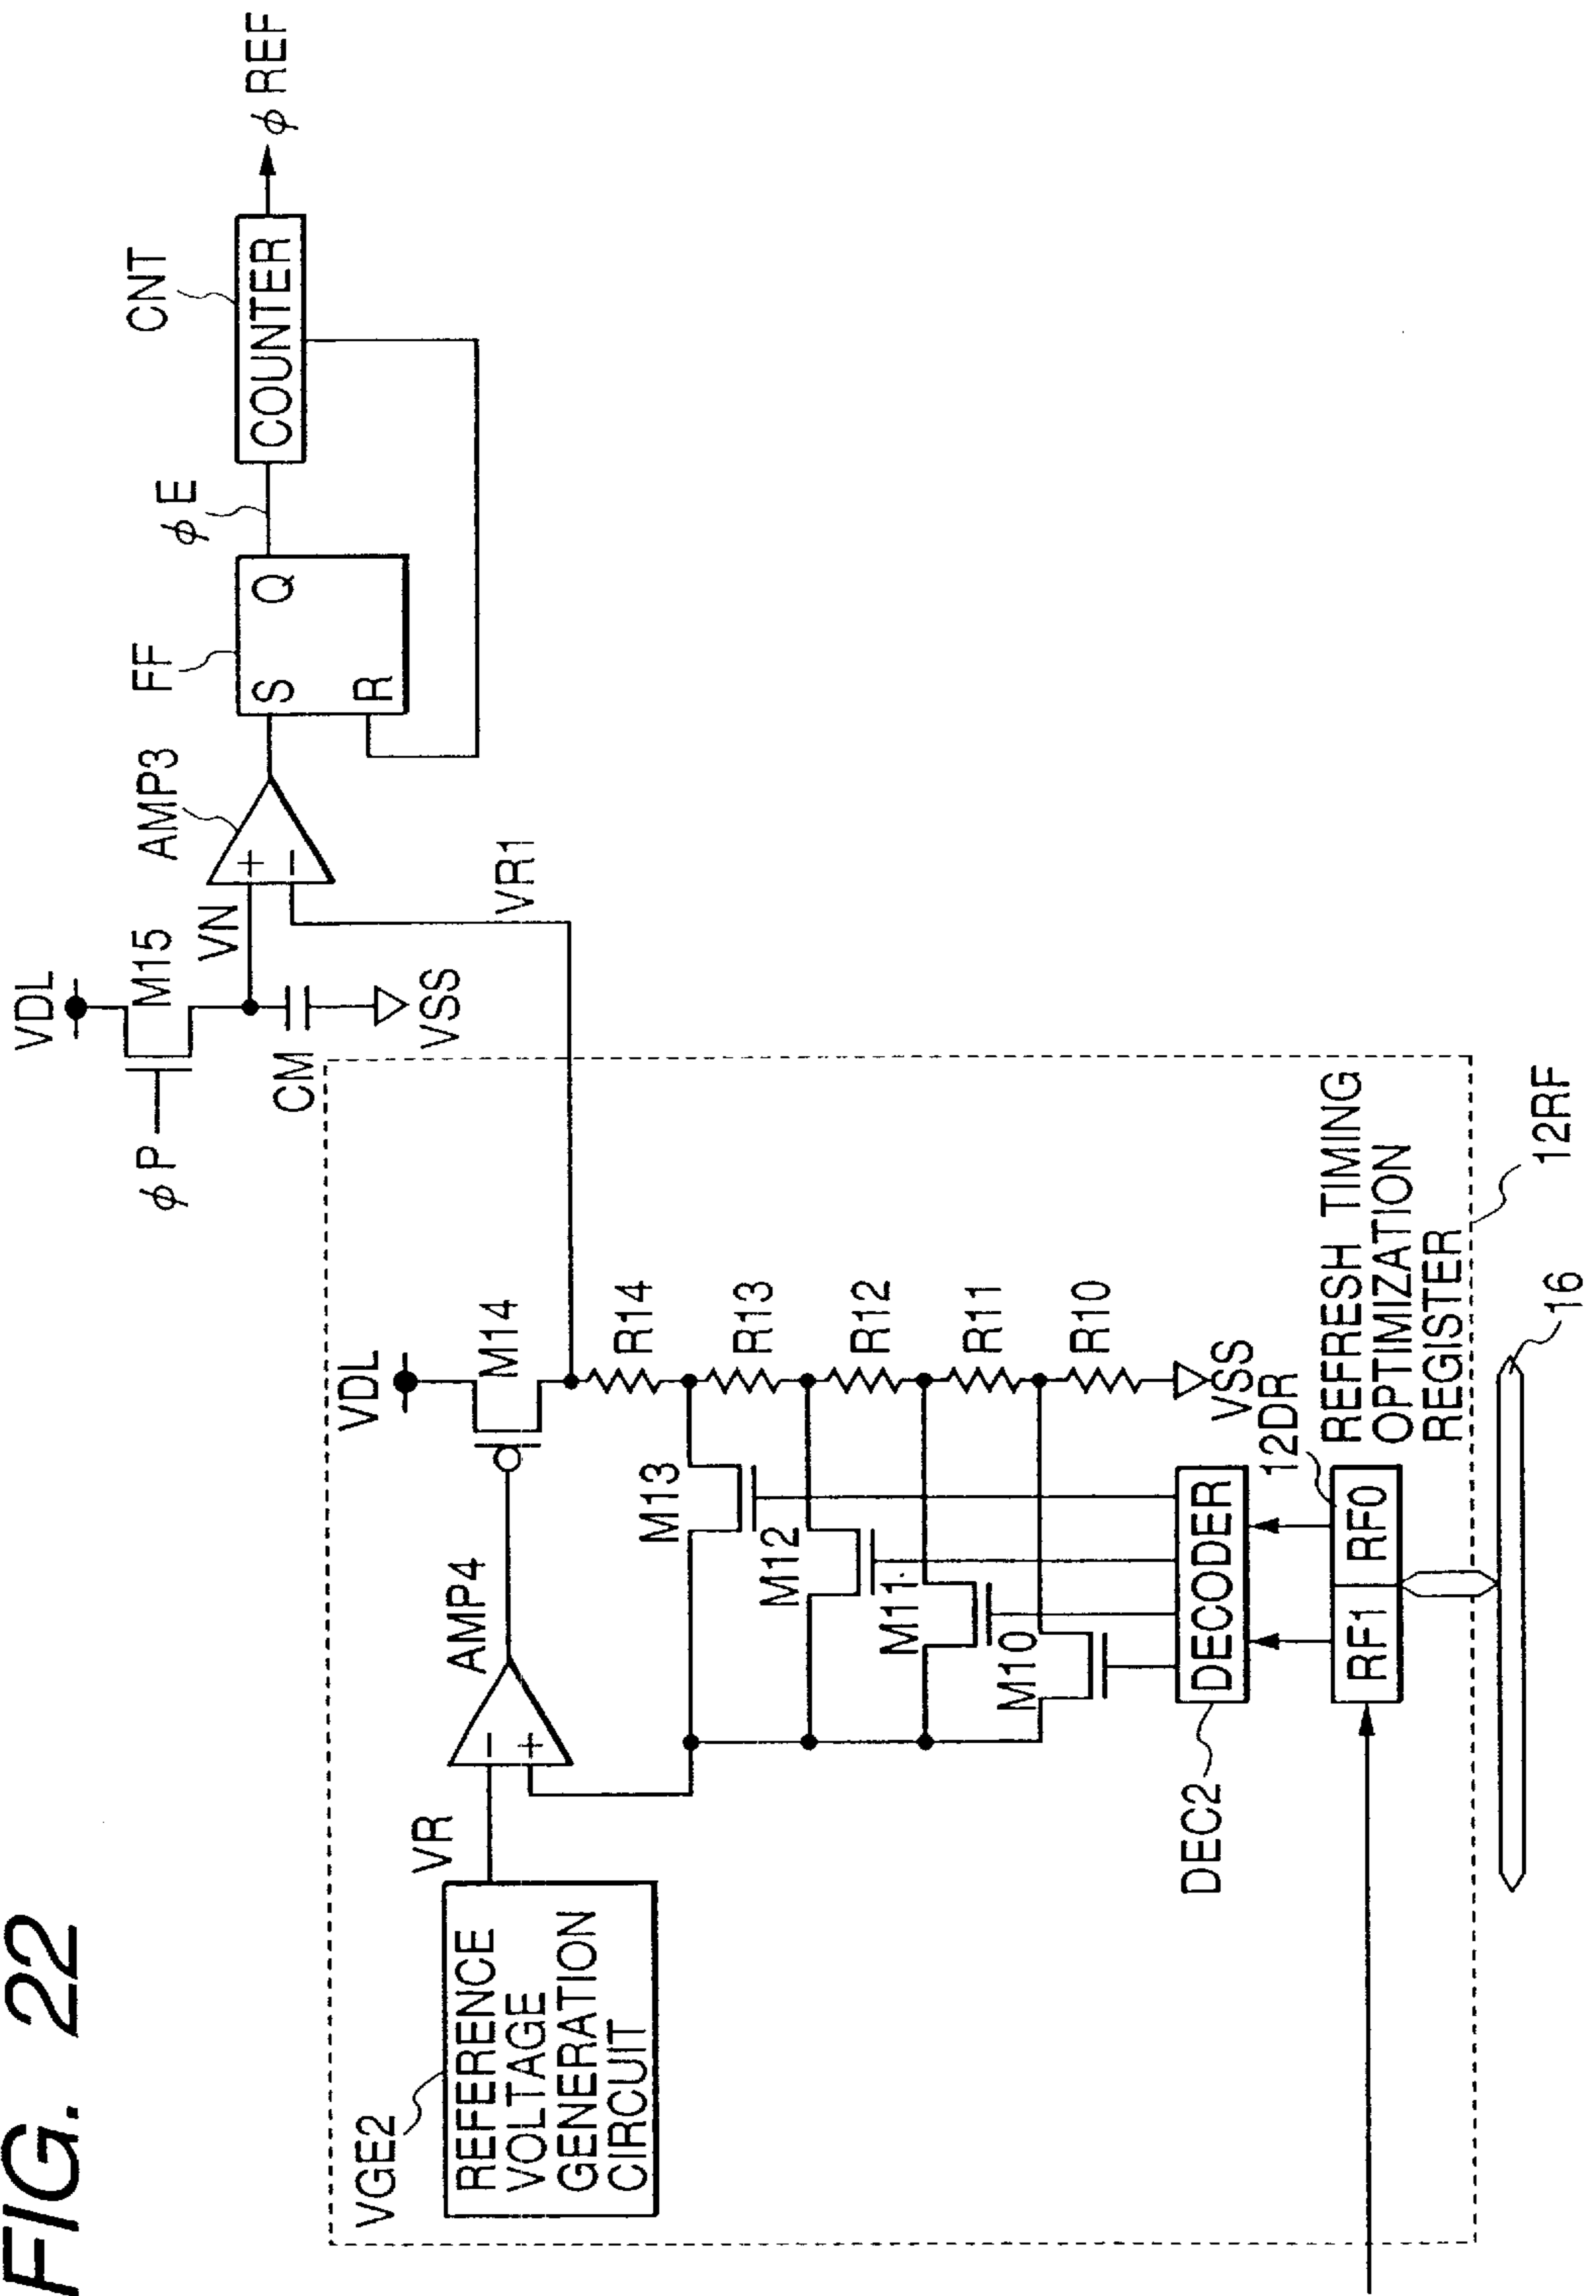 FIG. 22
VDL
φP
M15
VN
CM
VSS
AMP3
+
−
VR1
FF
S
Q
R
φE
CNT
COUNTER
φREF
VGE2
REFERENCE
VOLTAGE
GENERATION
CIRCUIT
VR
AMP4
−
+
VDL
M14
R14
R13
R12
R11
R10
VSS
M13
M12
M11
M10
DEC2
DECODER
12DR
RF1
RF0
REFRESH TIMING
OPTIMIZATION
REGISTER
12RF
16